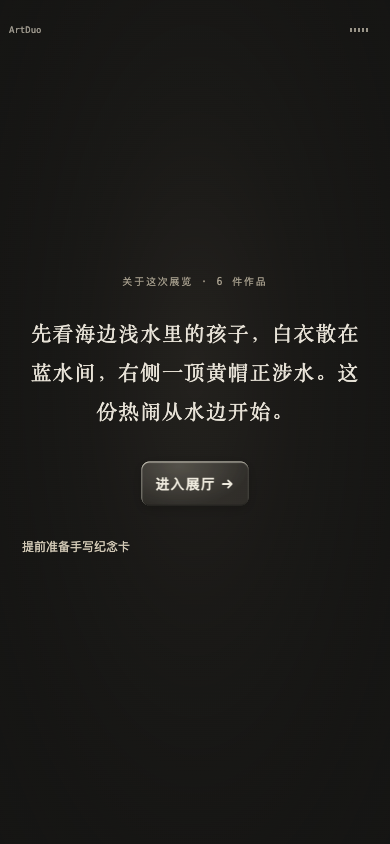 ArtDuo
关于这次展览 · 6 件作品
先看海边浅水里的孩子，白衣散在
蓝水间，右侧一顶黄帽正涉水。这
份热闹从水边开始。
进入展厅 →
提前准备手写纪念卡